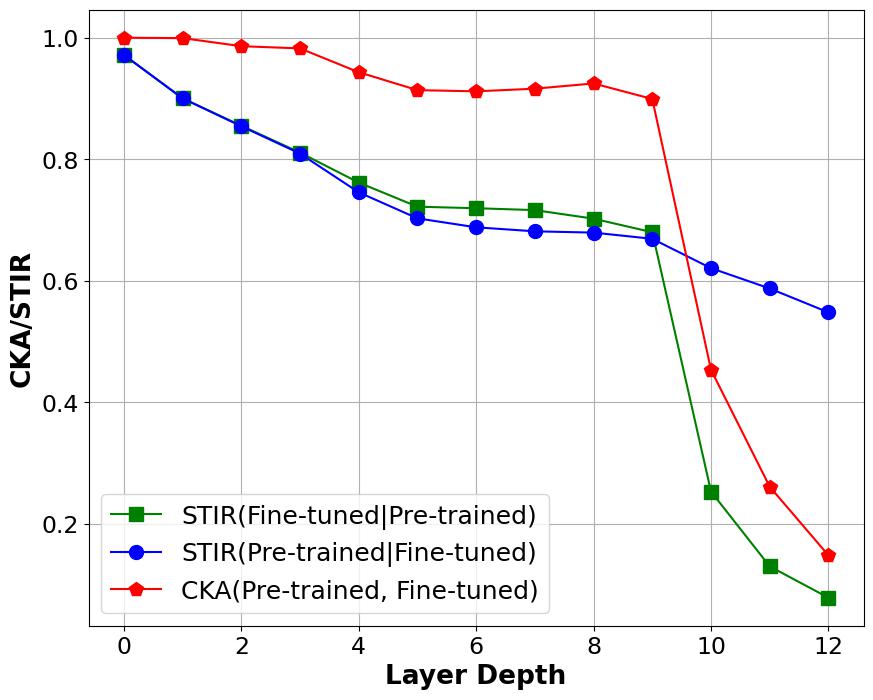 1.0
0.8
0.6
0.4
0.2
CKA/STIR
STIR(Fine-tuned|Pre-trained)
STIR(Pre-trained|Fine-tuned)
CKA(Pre-trained, Fine-tuned)
0 2 4 6 8 10 12
Layer Depth